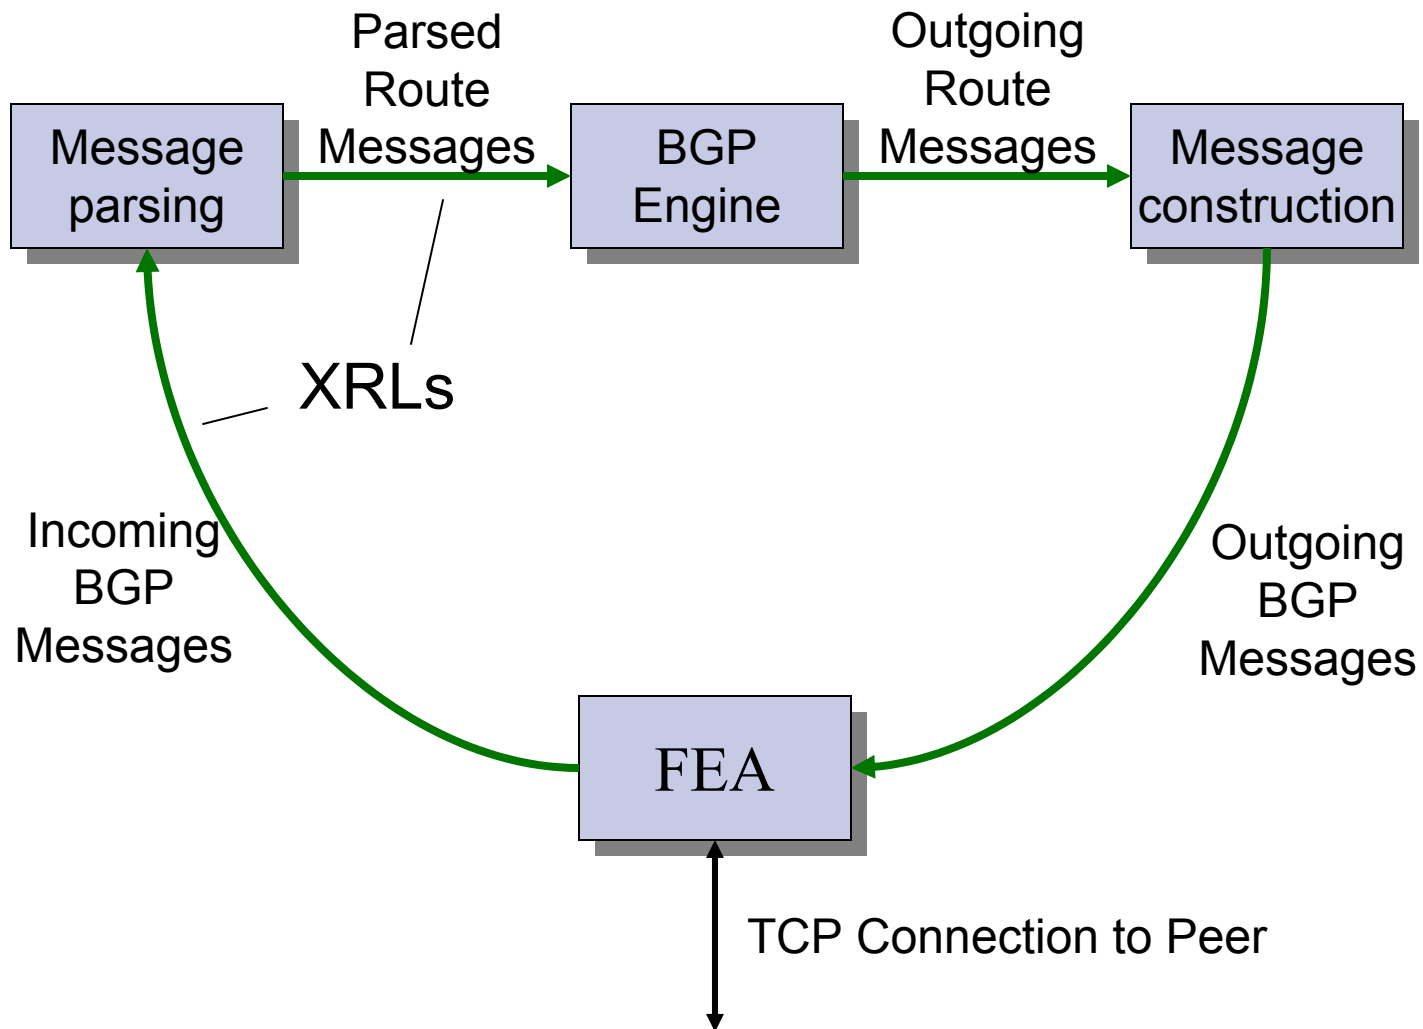 Parsed
Route
Messages
Outgoing
Route
Messages
Message
parsing
BGP
Engine
Message
construction
XRLs
Incoming
BGP
Messages
Outgoing
BGP
Messages
FEA
TCP Connection to Peer